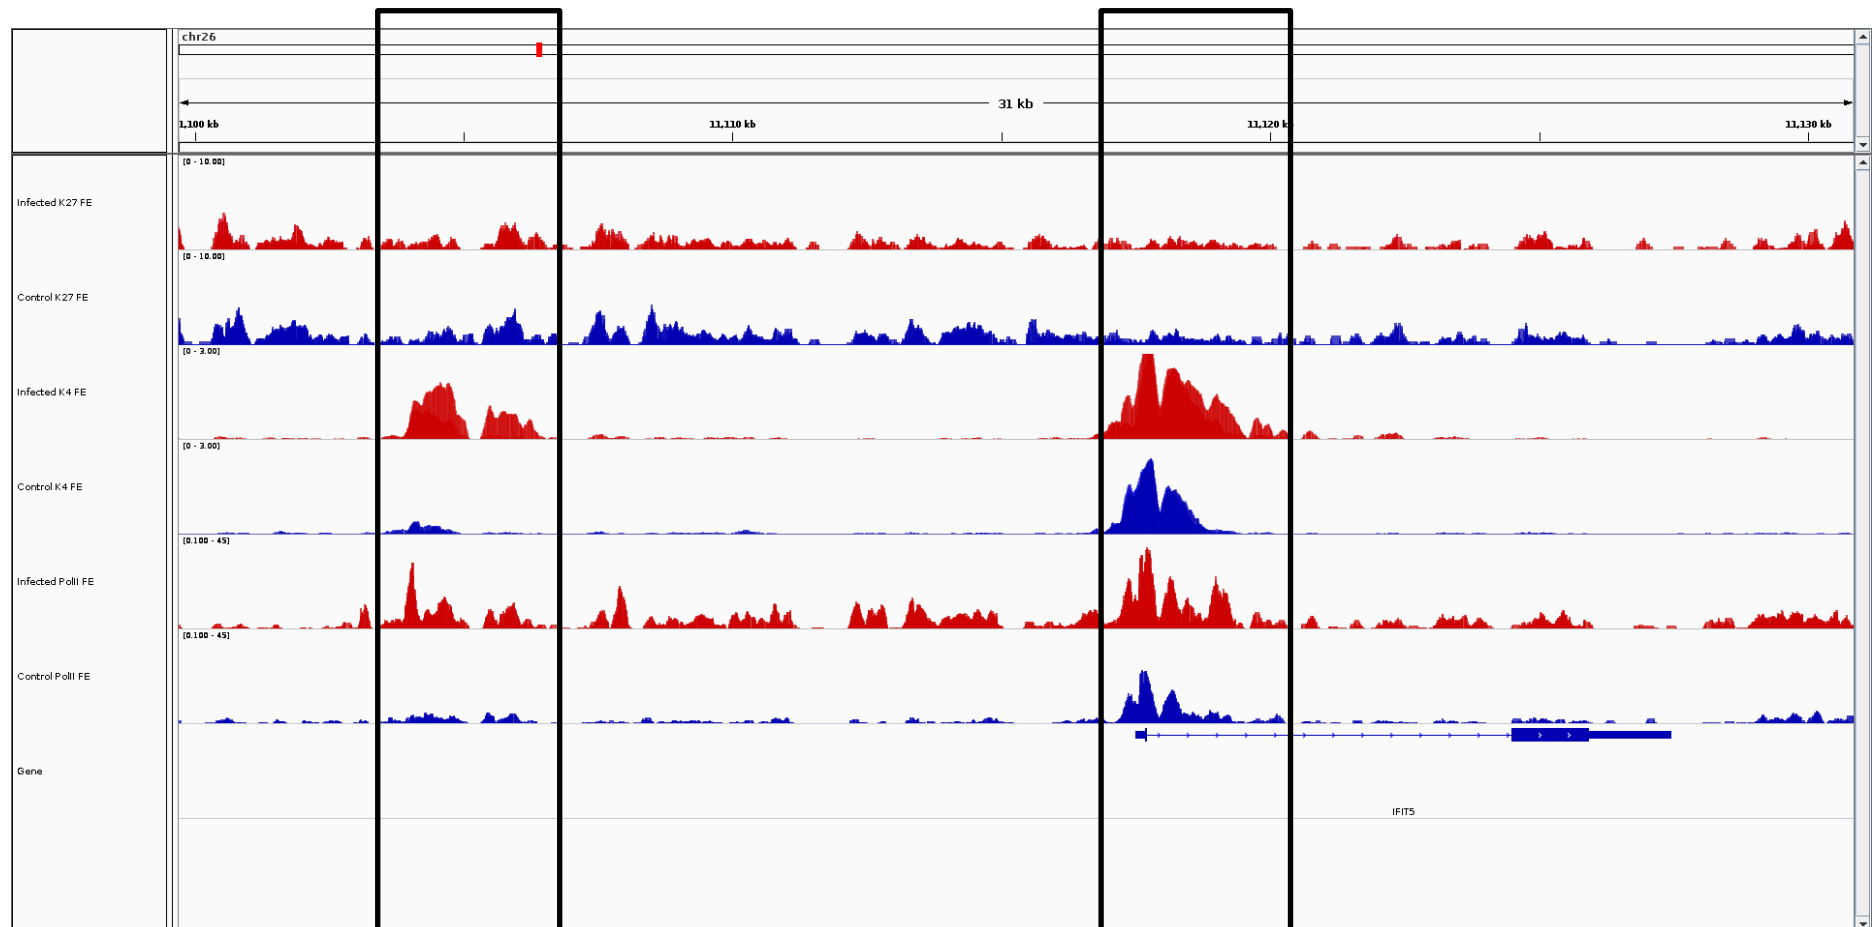 chr26
31 kb
1,100 kb 11,110 kb 11,120 kb 11,130 kb
[0 - 10.00]
Infected K27 FE
[0 - 10.00]
Control K27 FE
[0 - 3.00]
Infected K4 FE
[0 - 3.00]
Control K4 FE
[0.100 - 45]
Infected PolII FE
[0.100 - 45]
Control PolII FE
Gene
IFIT5